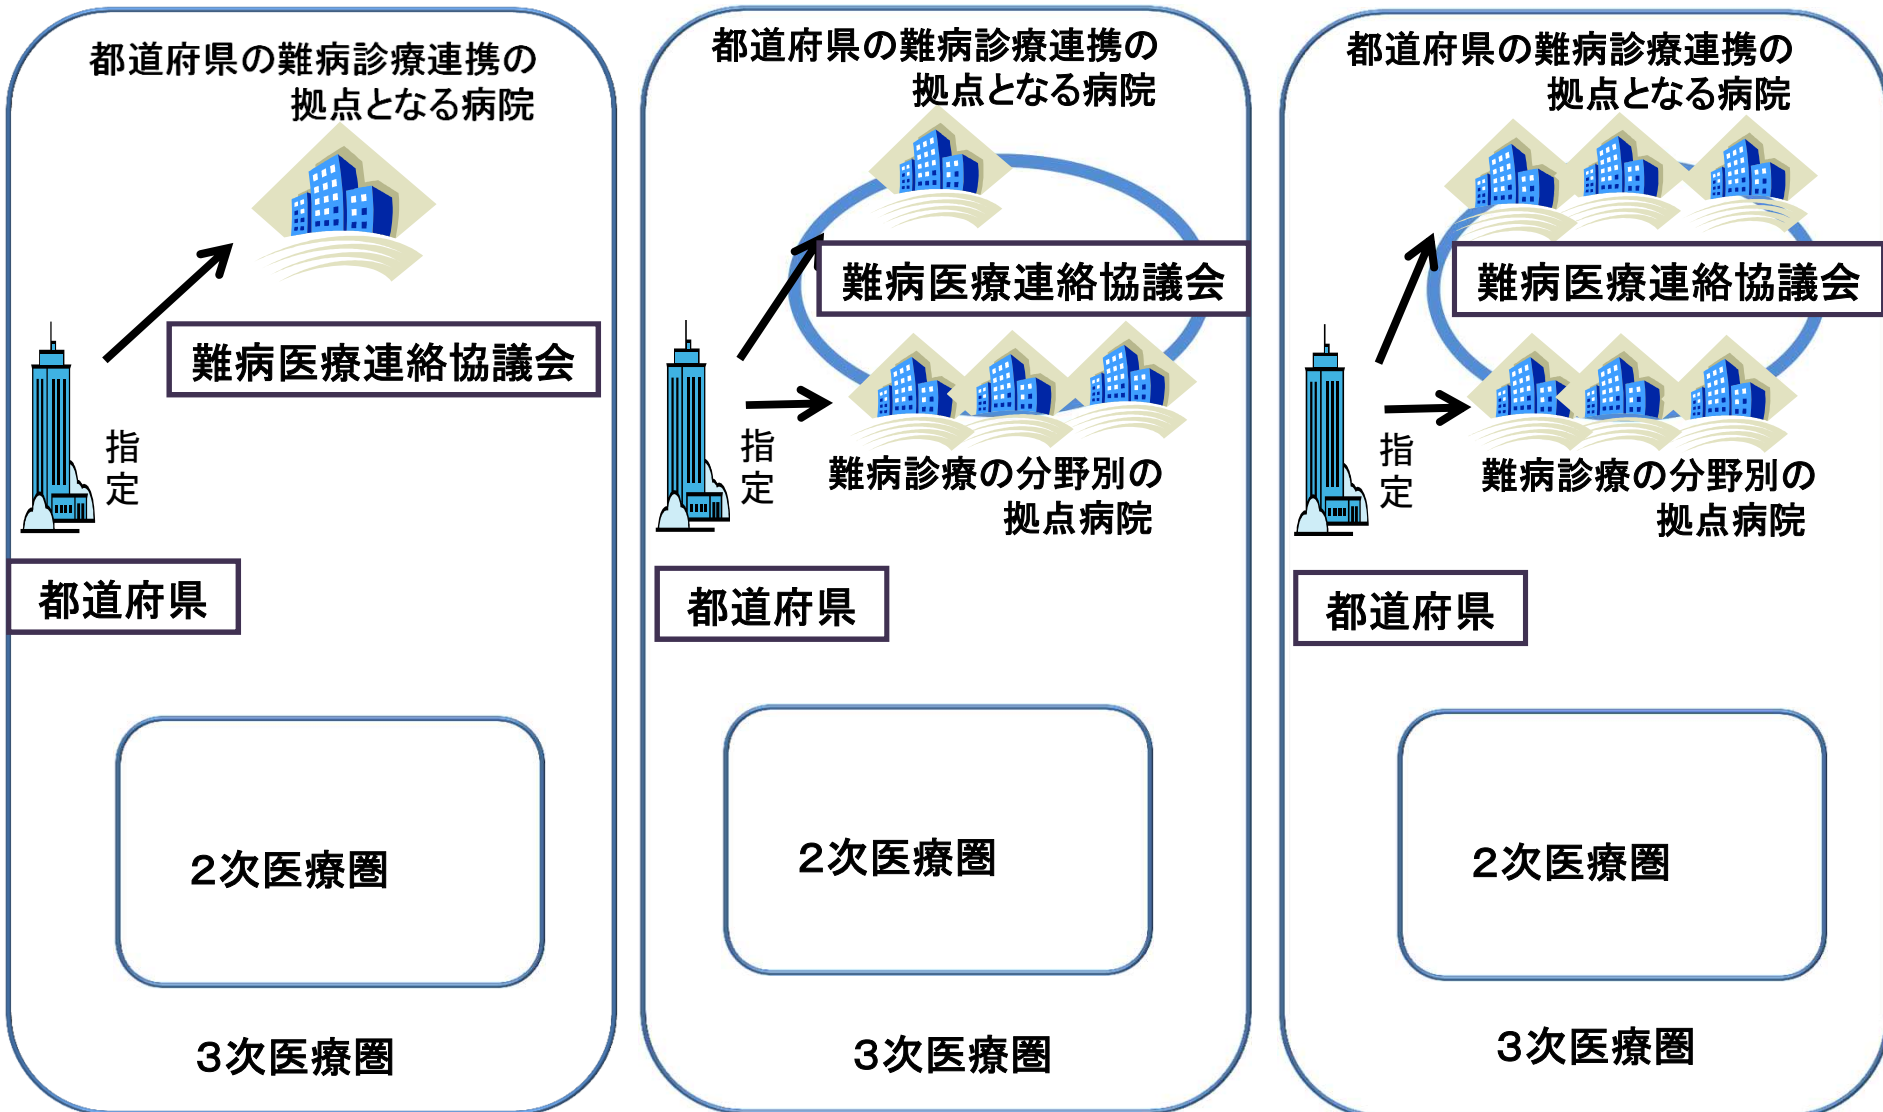 都道府県の難病診療連携の
拠点となる病院
難病医療連絡協議会
指定
都道府県
２次医療圏
３次医療圏
都道府県の難病診療連携の
拠点となる病院
難病医療連絡協議会
指定
難病診療の分野別の
拠点病院
都道府県
２次医療圏
３次医療圏
都道府県の難病診療連携の
拠点となる病院
難病医療連絡協議会
指定
難病診療の分野別の
拠点病院
都道府県
２次医療圏
３次医療圏